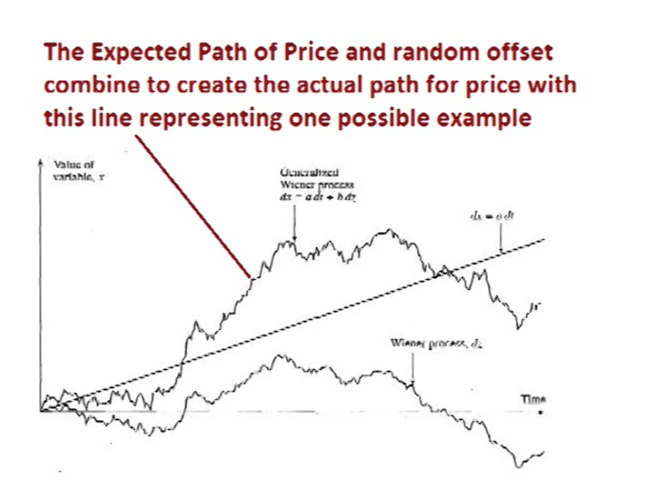 The Expected Path of Price and random offset
combine to create the actual path for price with
this line representing one possible example
Value of
variable, x
Generalized
Wiener process
dx = a dt + b dz
dx = a dt
Wiener process, dz
Time